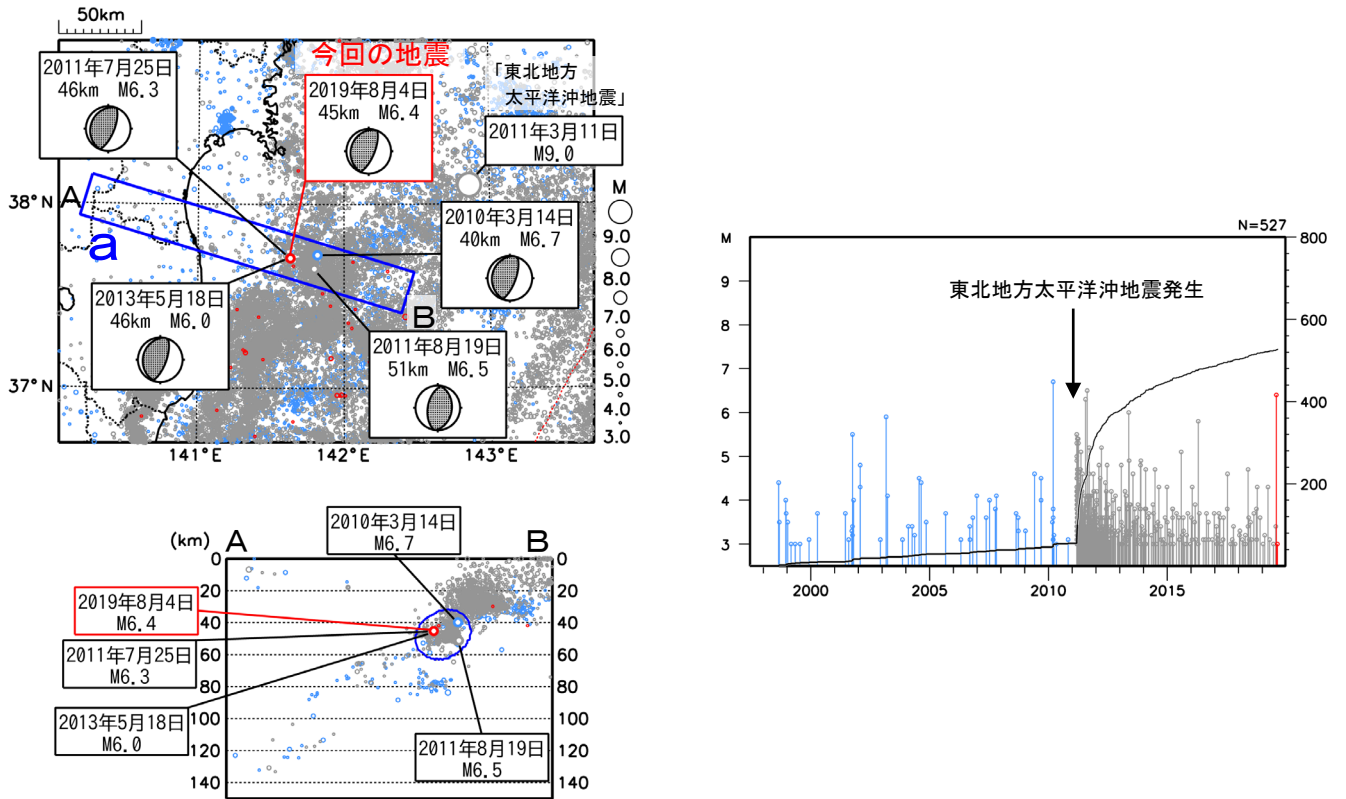 50km
今回の地震
2011年7月25日
46km M6.3
2019年8月4日
45km M6.4
「東北地方
太平洋沖地震」
2011年3月11日
M9.0
38°N
A
a
2010年3月14日
40km M6.7
2013年5月18日
46km M6.0
B
2011年8月19日
51km M6.5
37°N
141°E
142°E
143°E
M
9.0
8.0
7.0
6.0
5.0
4.0
3.0
(km)
A
B
2010年3月14日
M6.7
2019年8月4日
M6.4
2011年7月25日
M6.3
2013年5月18日
M6.0
2011年8月19日
M6.5
0
20
40
60
80
100
120
140
0
20
40
60
80
100
120
140
N=527
M
9
8
7
6
5
4
3
東北地方太平洋沖地震発生
800
600
400
200
2000
2005
2010
2015